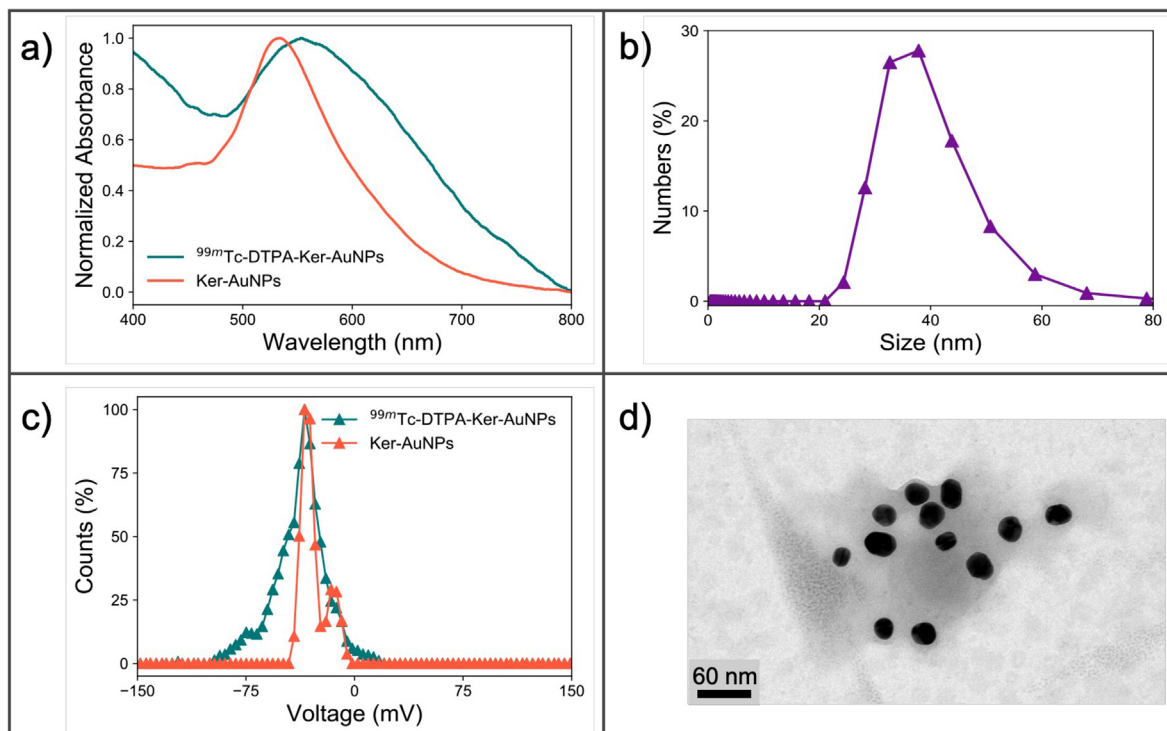 a)
Normalized Absorbance
1.0
0.8
0.6
0.4
0.2
0.0
⁹⁹ᵐTc-DTPA-Ker-AuNPs
Ker-AuNPs
400 500 600 700 800
Wavelength (nm)
b)
Numbers (%)
30
20
10
0
0 20 40 60 80
Size (nm)
c)
Counts (%)
100
75
50
25
0
⁹⁹ᵐTc-DTPA-Ker-AuNPs
Ker-AuNPs
−150 −75 0 75 150
Voltage (mV)
d)
60 nm